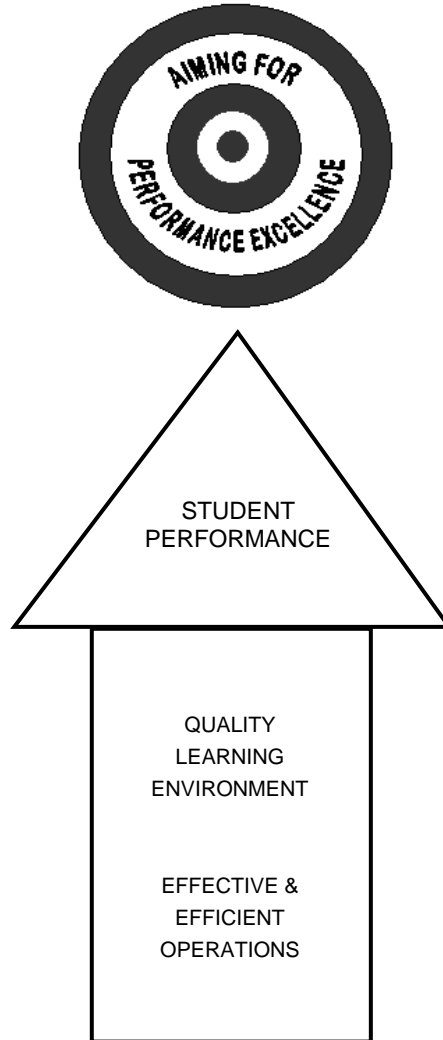 AIMING FOR
PERFORMANCE EXCELLENCE
STUDENT
PERFORMANCE
QUALITY
LEARNING
ENVIRONMENT
EFFECTIVE &
EFFICIENT
OPERATIONS